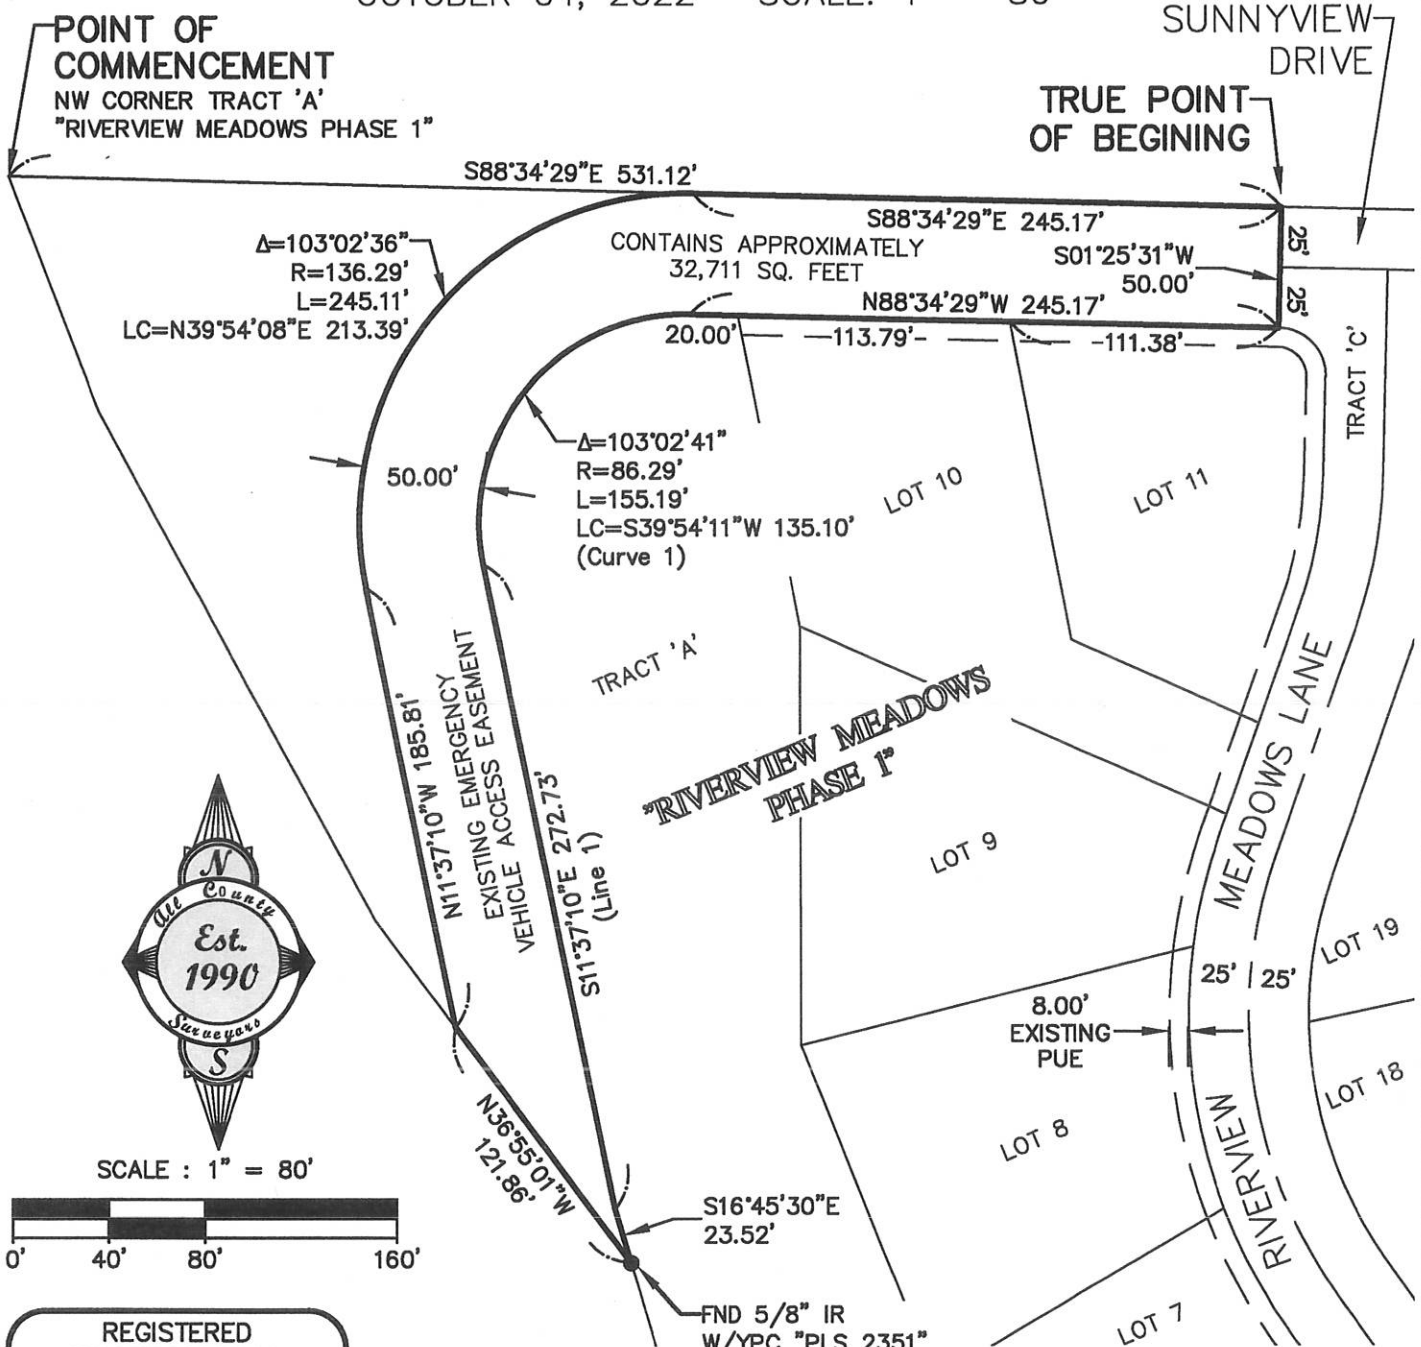 POINT OF
COMMENCEMENT
NW CORNER TRACT 'A'
"RIVERVIEW MEADOWS PHASE 1"
SUNNYVIEW
DRIVE
TRUE POINT
OF BEGINING
S88°34'29"E 531.12'
S88°34'29"E 245.17'
CONTAINS APPROXIMATELY
32,711 SQ. FEET
S01°25'31"W
50.00'
25'
25'
N88°34'29"W 245.17'
20.00'
113.79'
111.38'
Δ=103°02'36"
R=136.29'
L=245.11'
LC=N39°54'08"E 213.39'
Δ=103°02'41"
R=86.29'
L=155.19'
LC=S39°54'11"W 135.10'
(Curve 1)
50.00'
TRACT 'C'
LOT 10
LOT 11
TRACT 'A'
"RIVERVIEW MEADOWS
PHASE 1"
N11°37'10"W 185.81'
EXISTING EMERGENCY
VEHICLE ACCESS EASEMENT
S11°37'10"E 272.73'
(Line 1)
LOT 9
RIVERVIEW MEADOWS LANE
25' 25'
LOT 19
8.00'
EXISTING
PUE
LOT 18
LOT 8
LOT 7
N
All County
Est.
1990
Surveyors
S
N36°55'01"W
121.86'
S16°45'30"E
23.52'
SCALE : 1" = 80'
0' 40' 80' 160'
FND 5/8" IR
W/YPC "PLS 2351"
REGISTERED